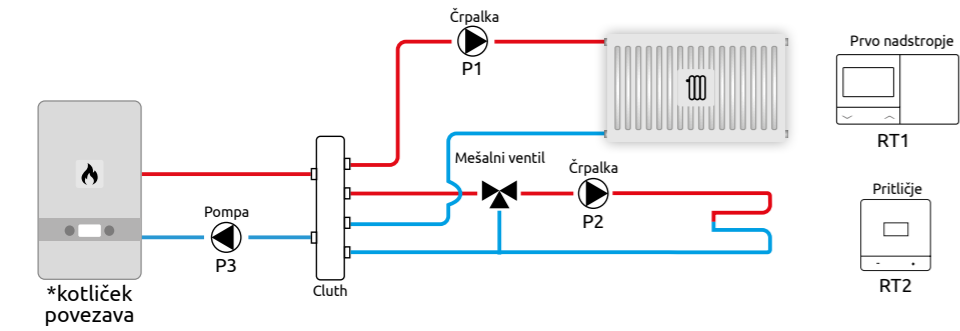 Črpalka
P1
Prvo nadstropje
RT1
Mešalni ventil
Črpalka
P2
Pritličje
- •
RT2
Pompa
P3
Cluth
*kotliček
povezava